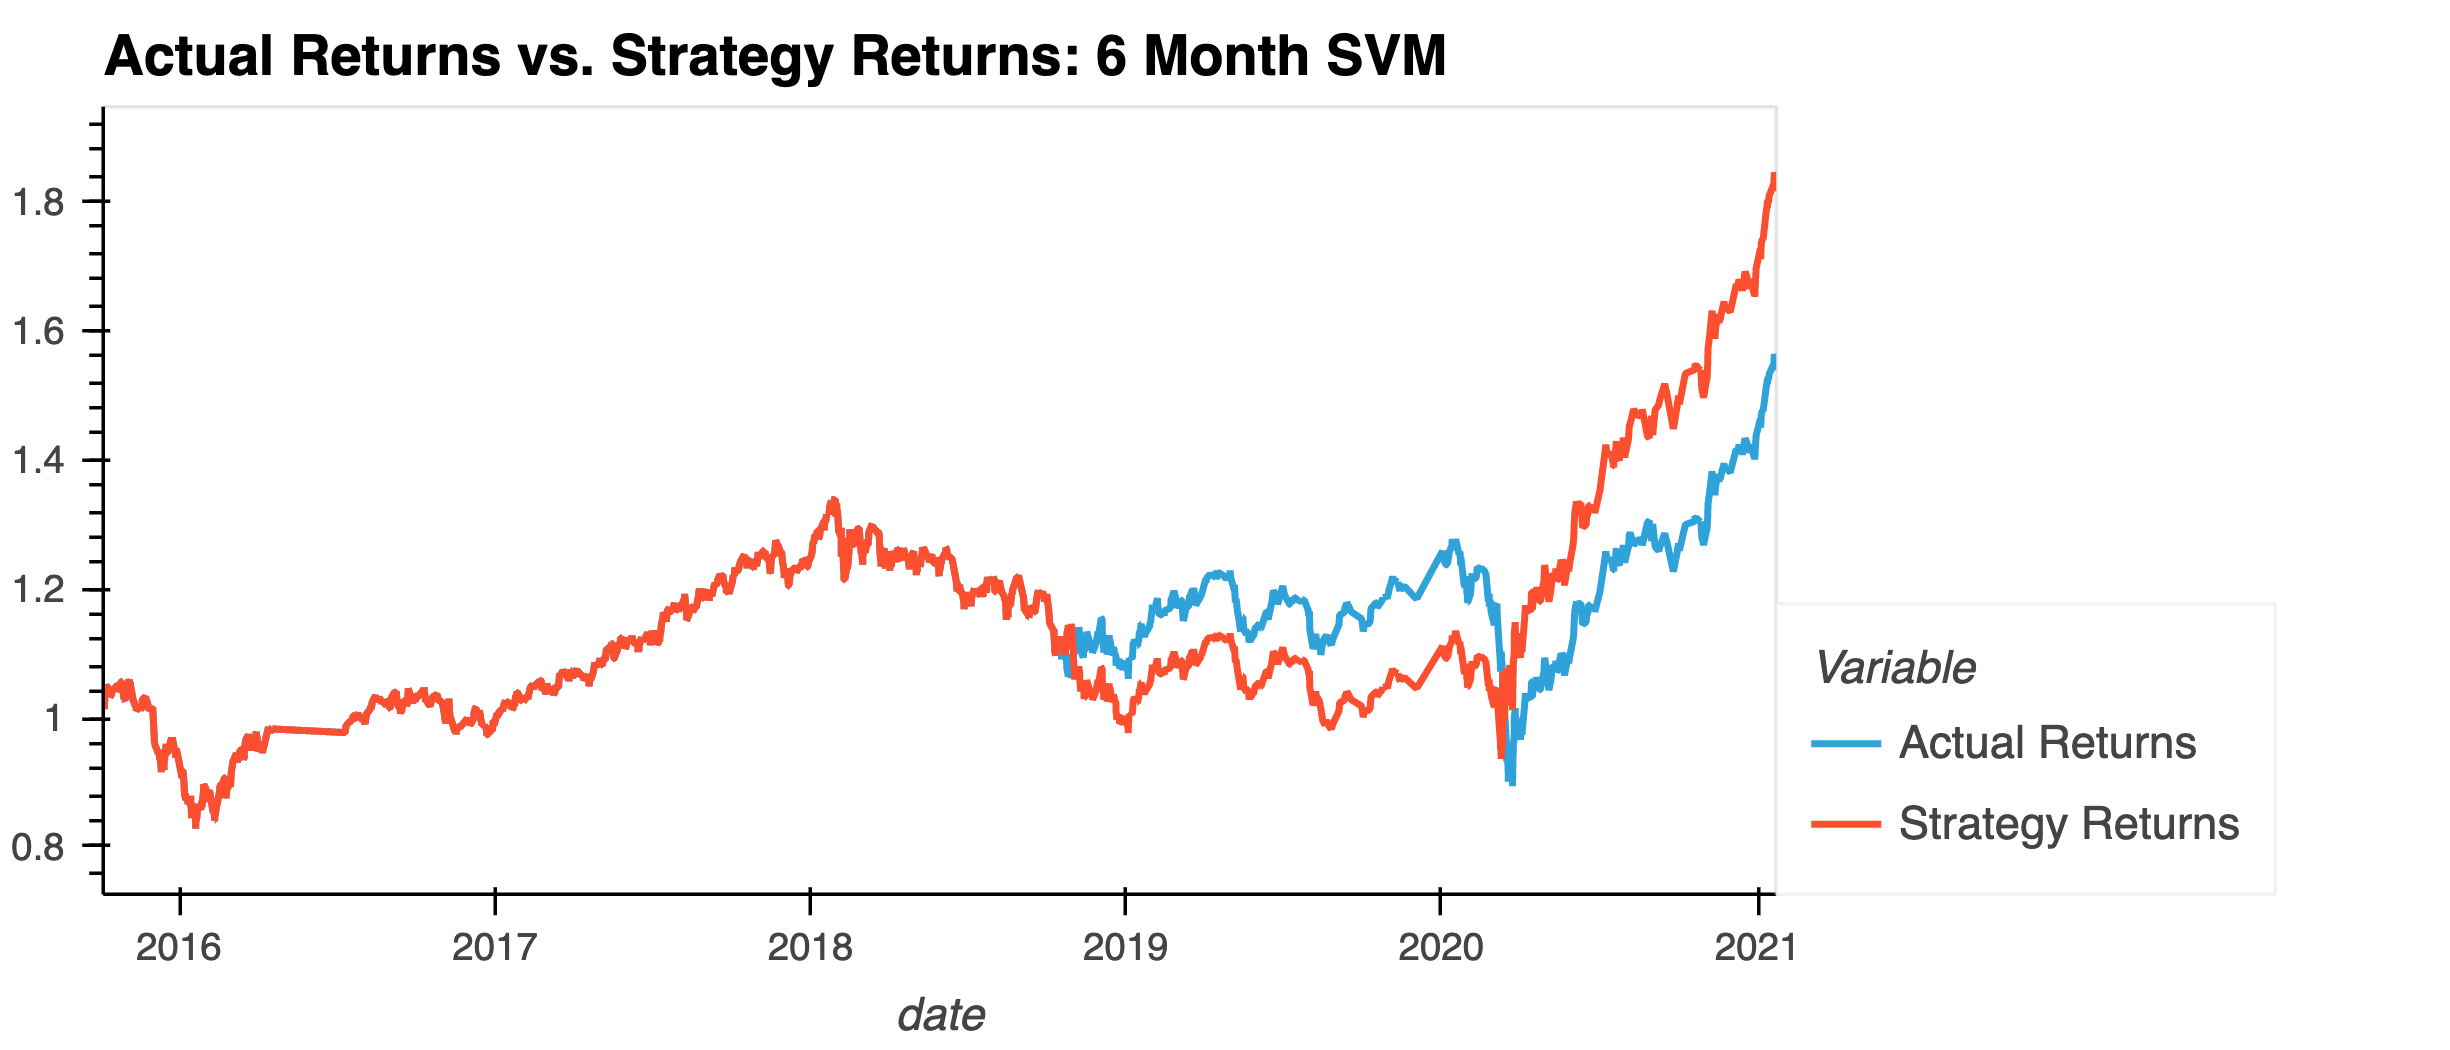 Actual Returns vs. Strategy Returns: 6 Month SVM
1.8
1.6
1.4
1.2
1
0.8
2016 2017 2018 2019 2020 2021
date
Variable
Actual Returns
Strategy Returns